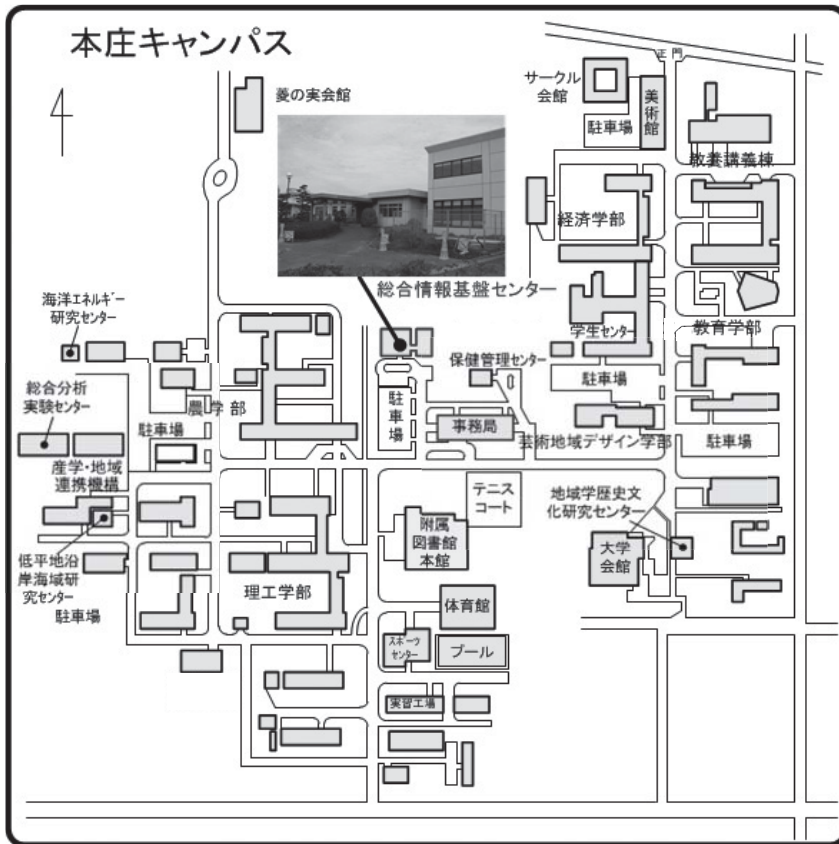 本庄キャンパス
正門
菱の実会館
サークル
会館
美術館
駐車場
教養講義棟
経済学部
総合情報基盤センター
海洋エネルギー
研究センター
学生センター
教育学部
保健管理センター
総合分析
実験センター
農学部
駐車場
駐車場
駐車場
事務局
芸術地域デザイン学部
駐車場
産学・地域
連携機構
テニス
コート
地域学歴史文
化研究センター
附属
図書館
本館
大学
会館
低平地沿
岸海域研
究センター
駐車場
理工学部
体育館
スポーツ
センター
プール
実習工場